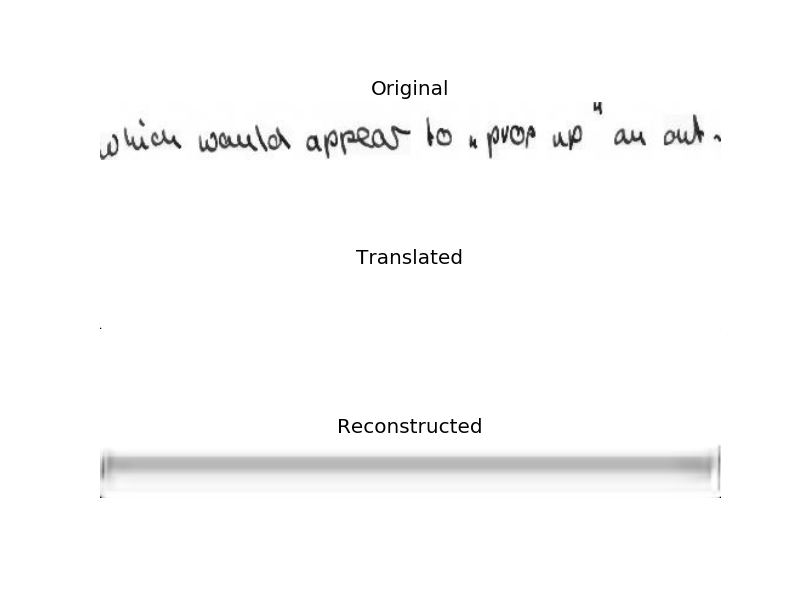 Original
which would appear to "prop up" an out-
Translated
Reconstructed